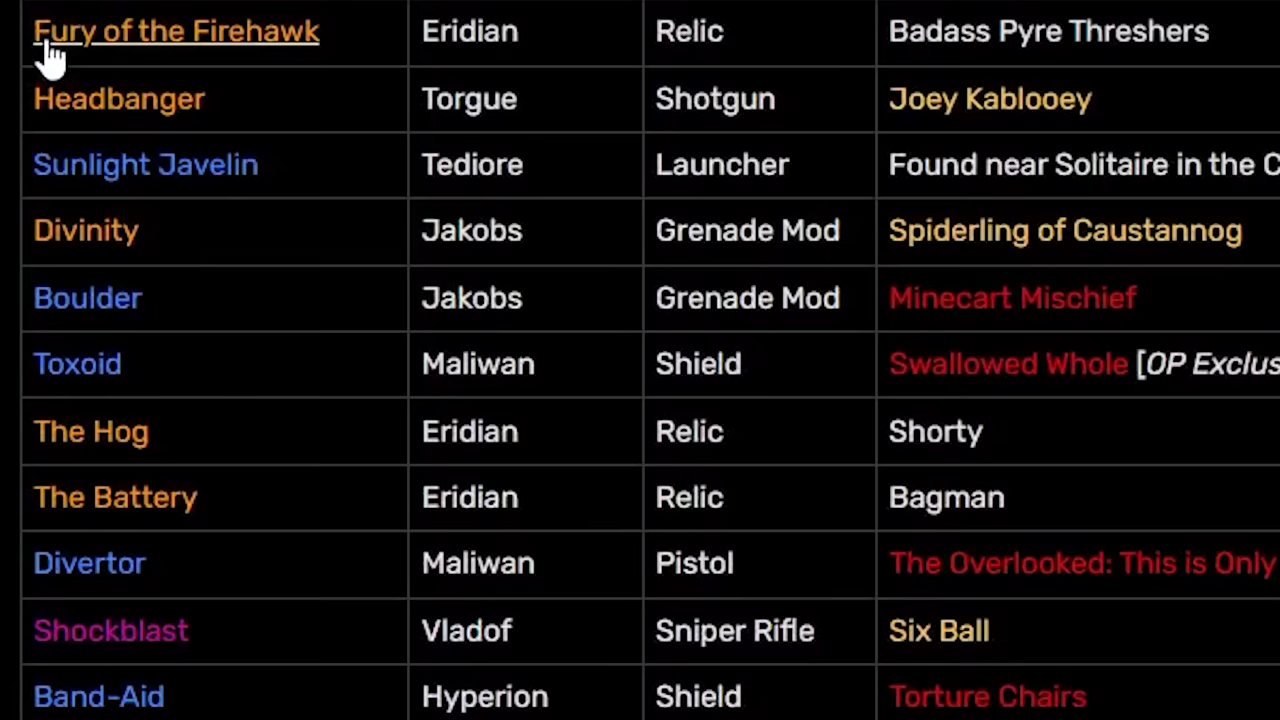 Fury of the Firehawk Eridian Relic Badass Pyre Threshers
Headbanger Torgue Shotgun Joey Kablooey
Sunlight Javelin Tediore Launcher Found near Solitaire in the C
Divinity Jakobs Grenade Mod Spiderling of Caustannog
Boulder Jakobs Grenade Mod Minecart Mischief
Toxoid Maliwan Shield Swallowed Whole [OP Exclus
The Hog Eridian Relic Shorty
The Battery Eridian Relic Bagman
Divertor Maliwan Pistol The Overlooked: This is Only
Shockblast Vladof Sniper Rifle Six Ball
Band-Aid Hyperion Shield Torture Chairs